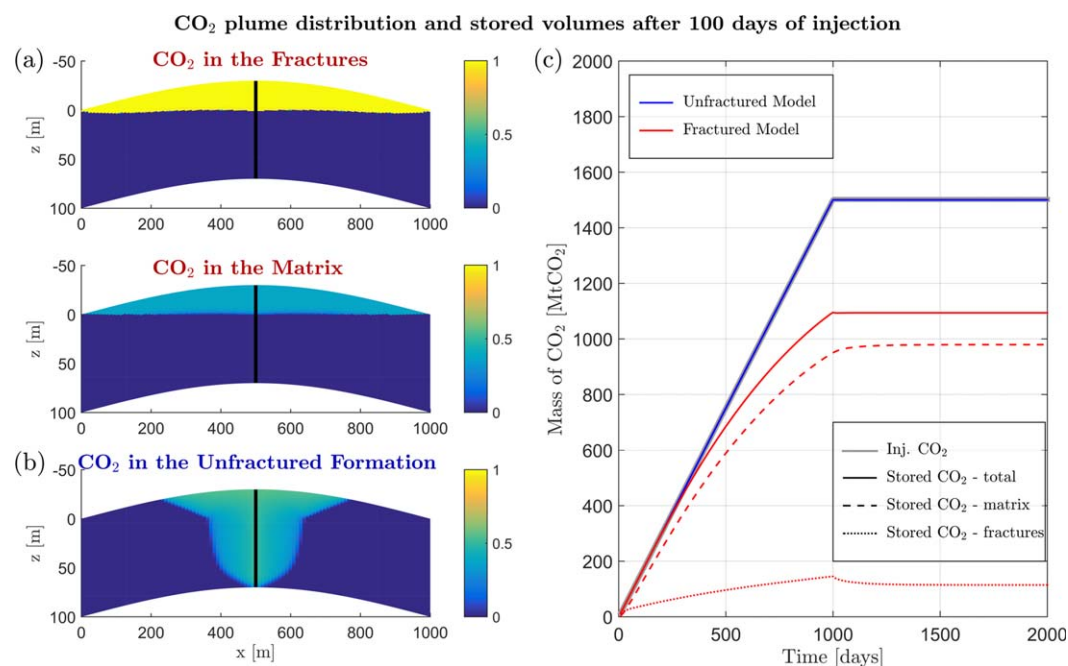 CO₂ plume distribution and stored volumes after 100 days of injection
(a)
CO₂ in the Fractures
-50
0
50
100
z [m]
0
200
400
600
800
1000
1
0.5
0
CO₂ in the Matrix
-50
0
50
100
z [m]
0
200
400
600
800
1000
1
0.5
0
(b)
CO₂ in the Unfractured Formation
-50
0
50
100
z [m]
0
200
400
600
800
1000
x [m]
1
0.5
0
(c)
2000
1800
1600
1400
1200
1000
800
600
400
200
0
Mass of CO₂ [MtCO₂]
Unfractured Model
Fractured Model
Inj. CO₂
Stored CO₂ - total
Stored CO₂ - matrix
Stored CO₂ - fractures
0
500
1000
1500
2000
Time [days]